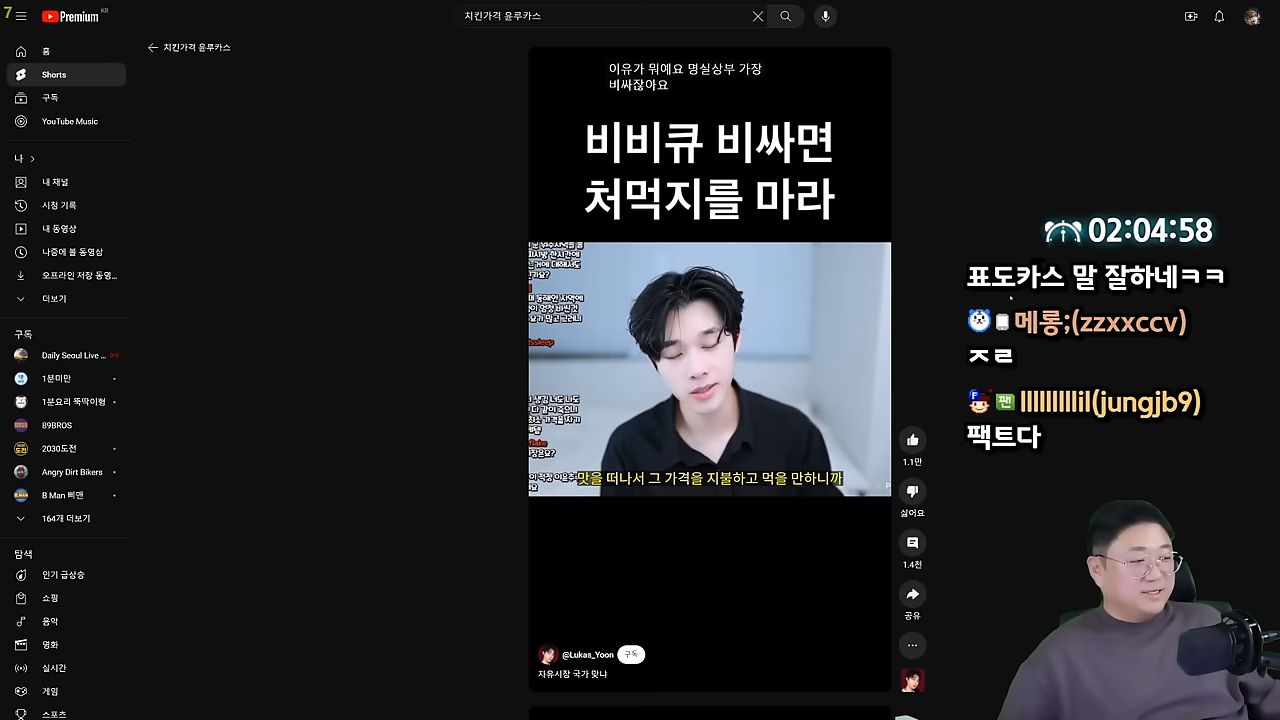 7
Premium KR
치킨가격 윤루카스
홈
Shorts
구독
YouTube Music
나
내 채널
시청 기록
내 동영상
나중에 볼 동영상
오프라인 저장 동영...
더보기
구독
Daily Seoul Live ...
1분미만
1분요리 뚝딱이형
89BROS
2030도전
Angry Dirt Bikers
B Man 삐맨
164개 더보기
탐색
인기 급상승
쇼핑
음악
영화
실시간
게임
스포츠
치킨가격 윤루카스
이유가 뭐예요 명실상부 가장
비싸잖아요
비비큐 비싸면
처먹지를 마라
맛을 떠나서 그 가격을 지불하고 먹을 만하니까
@Lukas_Yoon 구독
자유시장 국가 맞나
1.1만
싫어요
1.4천
공유
02:04:58
표도카스 말 잘하네ㅋㅋ
메롱;(zzxxccv)
ㅈㄹ
팬 lllllllllil(jungjb9)
팩트다